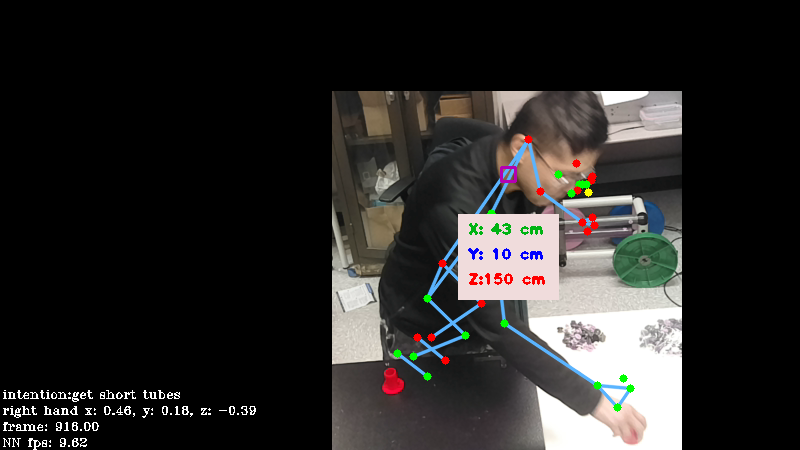 X: 43 cm
Y: 10 cm
Z:150 cm
intention:get short tubes
right hand x: 0.46, y: 0.18, z: -0.39
frame: 916.00
NN fps: 9.62